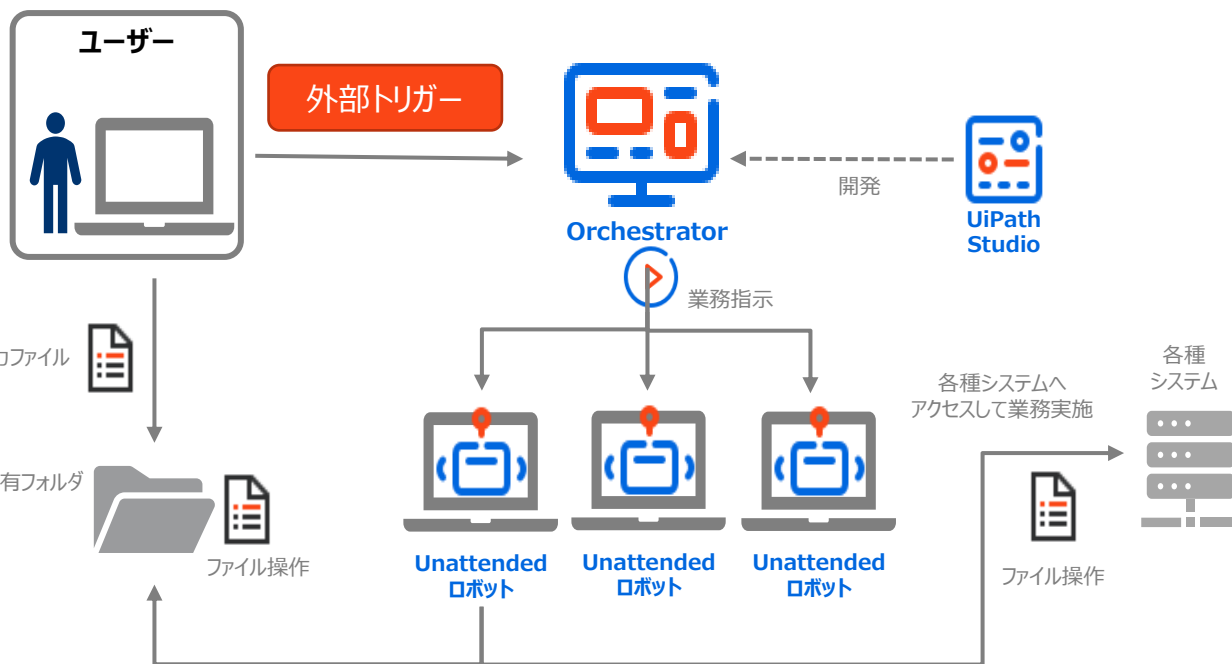 ユーザー
外部トリガー
開発
UiPath
Studio
Orchestrator
業務指示
力ファイル
各種
システム
各種システムへ
アクセスして業務実施
有フォルダ
ファイル操作
Unattended
ロボット
Unattended
ロボット
Unattended
ロボット
ファイル操作